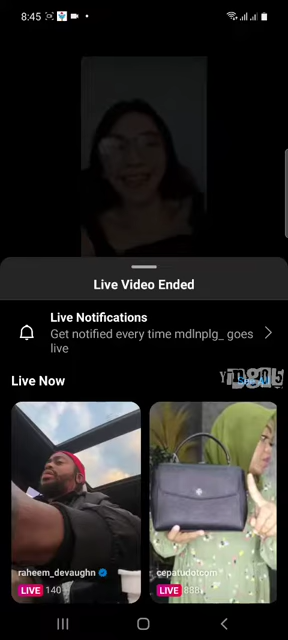 8:45
Live Video Ended
Live Notifications
Get notified every time mdlnplg_ goes
live
Live Now
raheem_devaughn
LIVE 140
cepatudotcom
LIVE 888